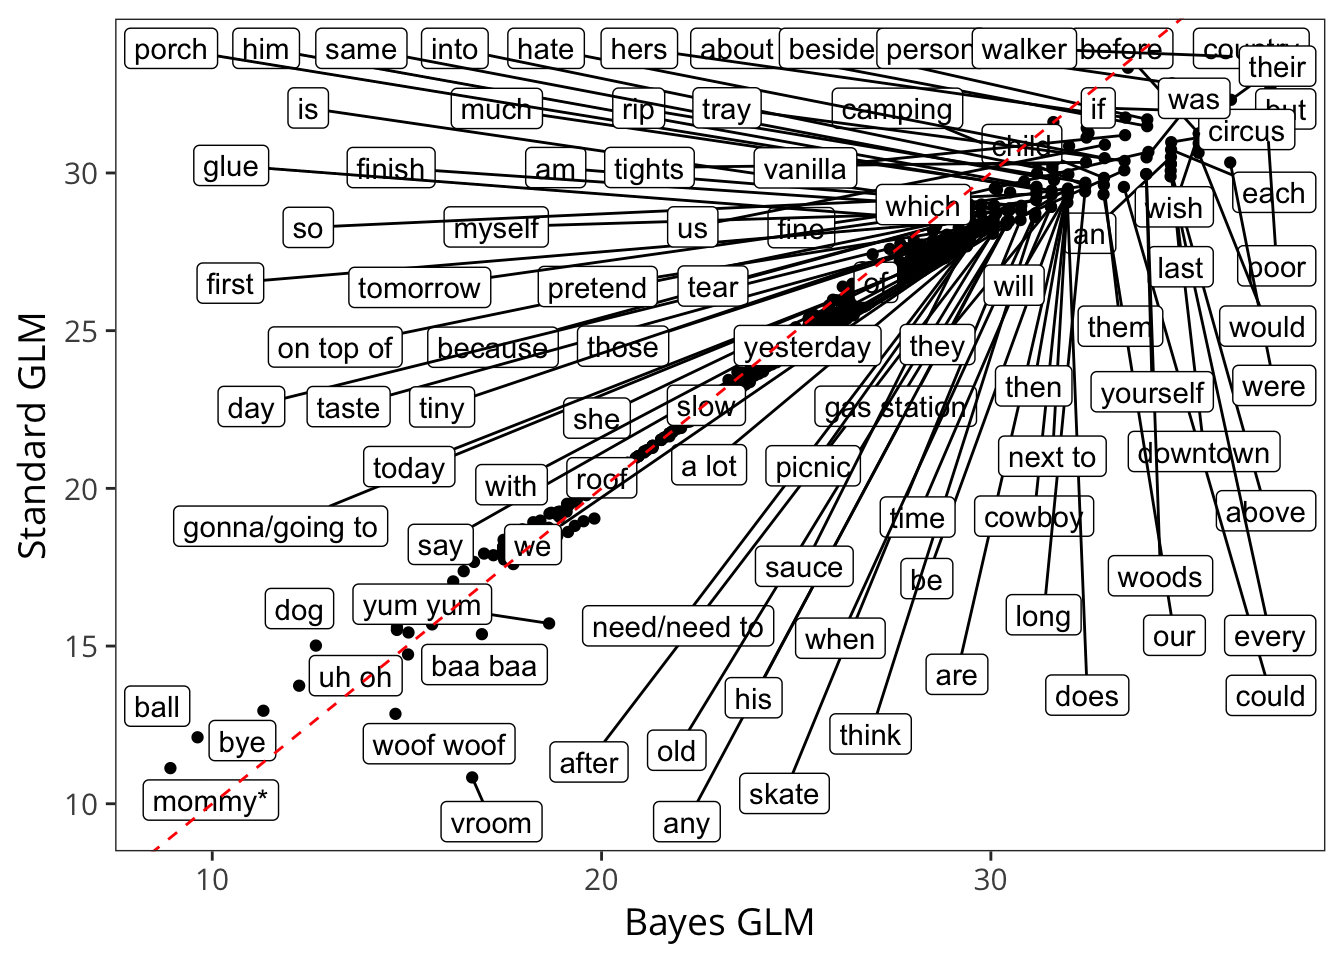 porch him same into hate hers about beside person walker before country
their
is much rip tray camping if was but
circus
child
glue finish am tights vanilla
each
which wish
so myself us fine an
last poor
first tomorrow pretend tear of will
them would
on top of because those yesterday they
then yourself were
day taste tiny she slow gas station
today with roof a lot picnic next to downtown
gonna/going to say we time cowboy above
sauce be woods
dog yum yum need/need to when long our every
uh oh baa baa are
ball his does could
bye woof woof after old think
mommy* vroom any skate
30
25
20
15
10
Standard GLM
10 20 30
Bayes GLM